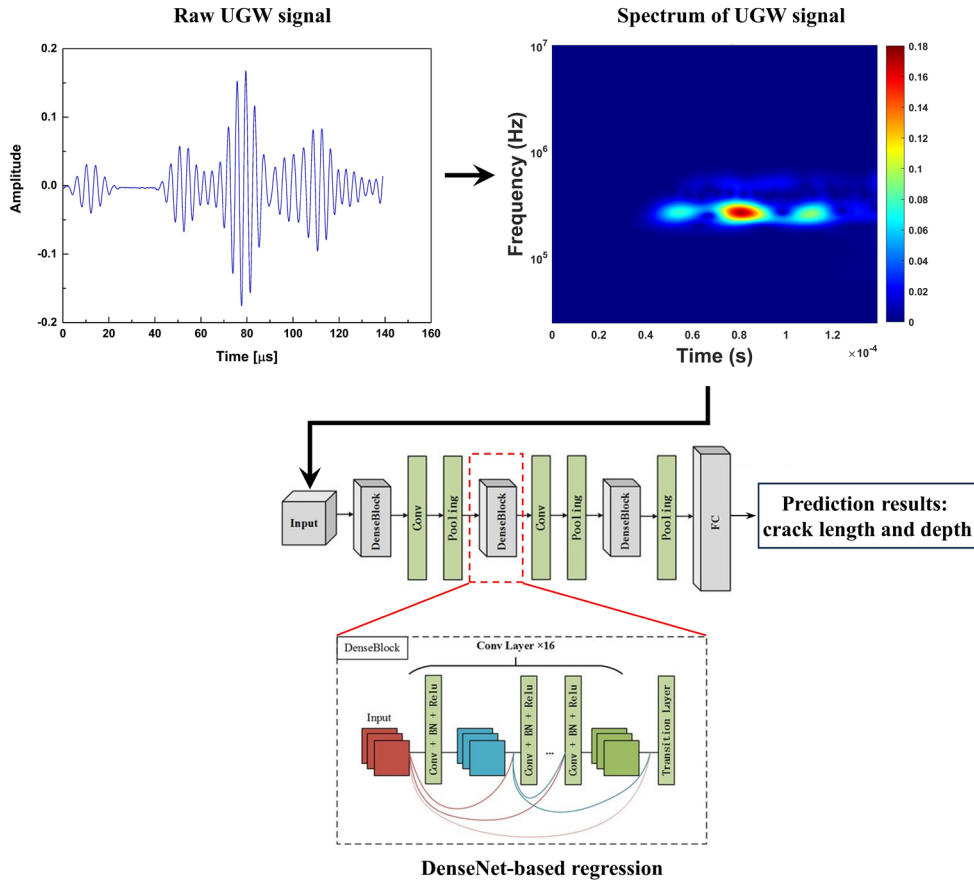 Raw UGW signal
Spectrum of UGW signal
0.2
0.1
0.0
-0.1
-0.2
Amplitude
0
20
40
60
80
100
120
140
160
Time [μs]
10⁷
10⁶
10⁵
Frequency (Hz)
0
0.2
0.4
0.6
0.8
1
1.2
×10⁻⁴
Time (s)
0.18
0.16
0.14
0.12
0.1
0.08
0.06
0.04
0.02
0
Input
DenseBlock
Conv
Pooling
DenseBlock
Conv
Pooling
DenseBlock
Pooling
FC
Prediction results:
crack length and depth
DenseBlock
Conv Layer ×16
Input
Conv + BN + Relu
Conv + BN + Relu
...
Conv + BN + Relu
Transition Layer
DenseNet-based regression